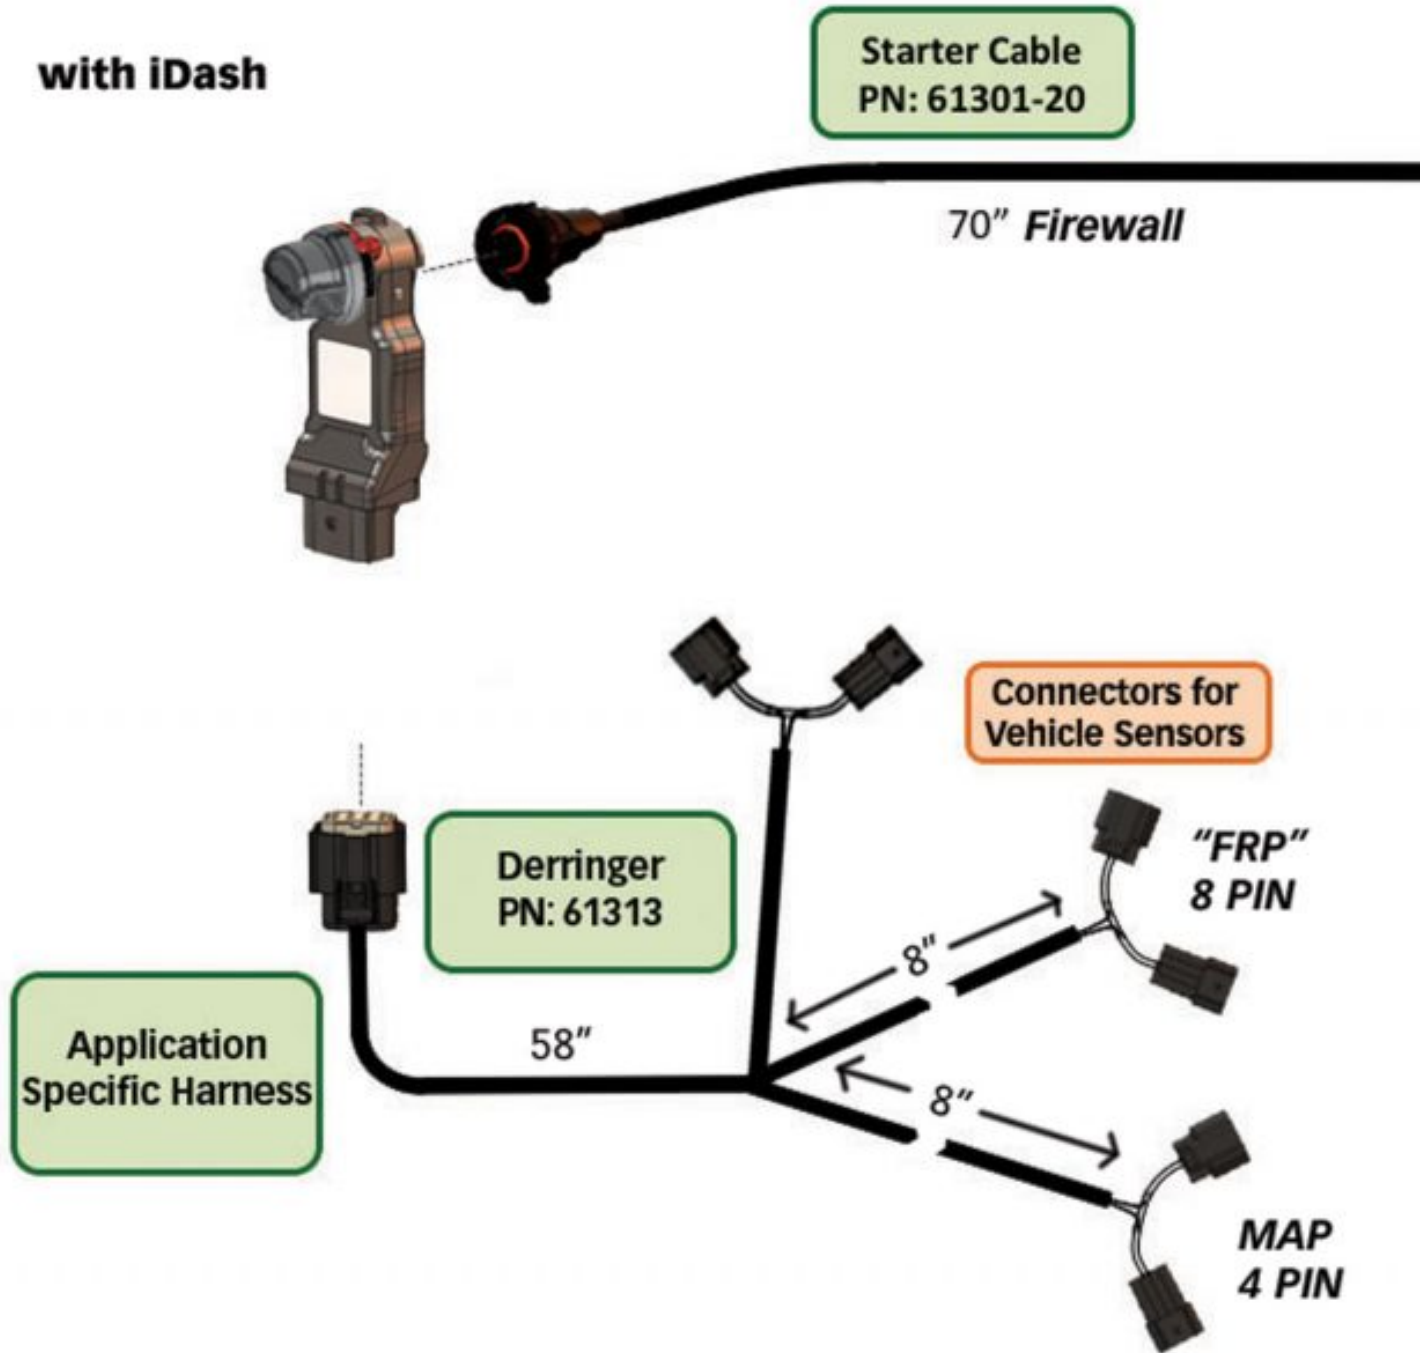 with iDash
Starter Cable
PN: 61301-20
70" Firewall
Connectors for
Vehicle Sensors
"FRP"
8 PIN
Derringer
PN: 61313
8"
Application
Specific Harness
58"
8"
MAP
4 PIN